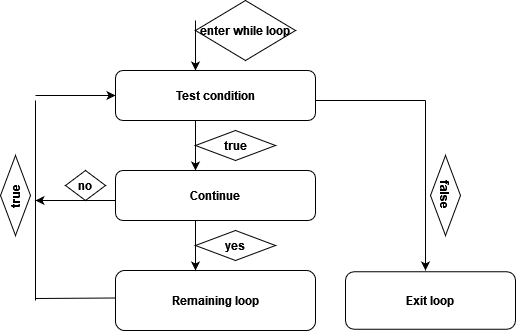 enter while loop
Test condition
true
no
Continue
true
false
yes
Remaining loop
Exit loop